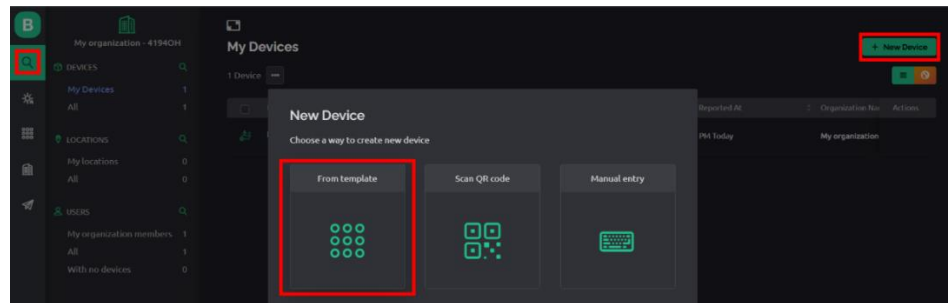 B
My organization - 4194OH
DEVICES
My Devices 1
All 1
LOCATIONS
My locations 0
All 0
USERS
My organization members 1
All 1
With no devices 0
My Devices
+ New Device
1 Device
Reported At
Organization Na
Actions
PM Today
My organization
New Device
Choose a way to create new device
From template
Scan QR code
Manual entry